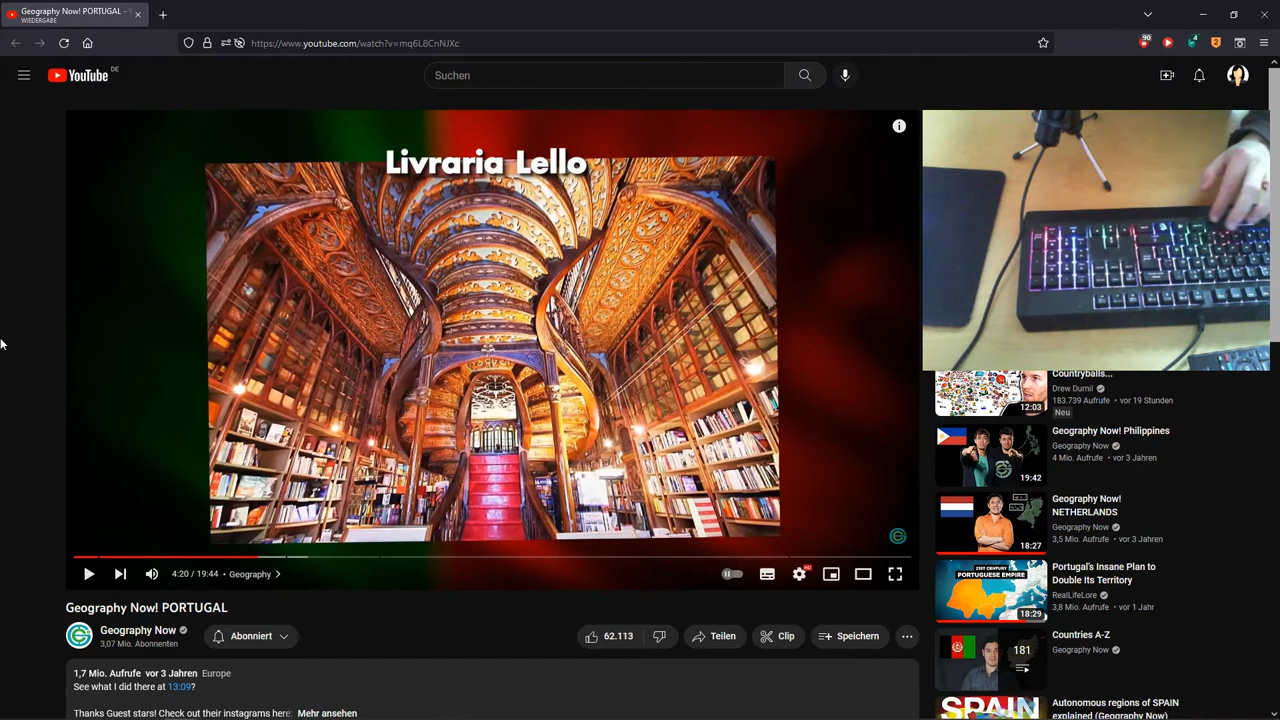 Geography Now! PORTUGAL - Y
WIEDERGABE
https://www.youtube.com/watch?v=mq6L8CnNJXc
90
4
2
YouTube DE
Suchen
Livraria Lello
4:20 / 19:44 • Geography
HD
Geography Now! PORTUGAL
Geography Now
3,07 Mio. Abonnenten
Abonniert
62.113
Teilen
Clip
Speichern
1,7 Mio. Aufrufe vor 3 Jahren Europe
See what I did there at 13:09?
Thanks Guest stars! Check out their instagrams here: Mehr ansehen
Countryballs...
Drew Durnil
183.739 Aufrufe • vor 19 Stunden
Neu
12:03
Geography Now! Philippines
Geography Now
4 Mio. Aufrufe • vor 3 Jahren
19:42
Geography Now!
NETHERLANDS
Geography Now
3,5 Mio. Aufrufe • vor 3 Jahren
18:27
21ST CENTURY
PORTUGUESE EMPIRE
18:29
Portugal's Insane Plan to
Double Its Territory
RealLifeLore
3,8 Mio. Aufrufe • vor 1 Jahr
Countries A-Z
Geography Now
181
SPAIN
Autonomous regions of SPAIN
explained (Geography Now)